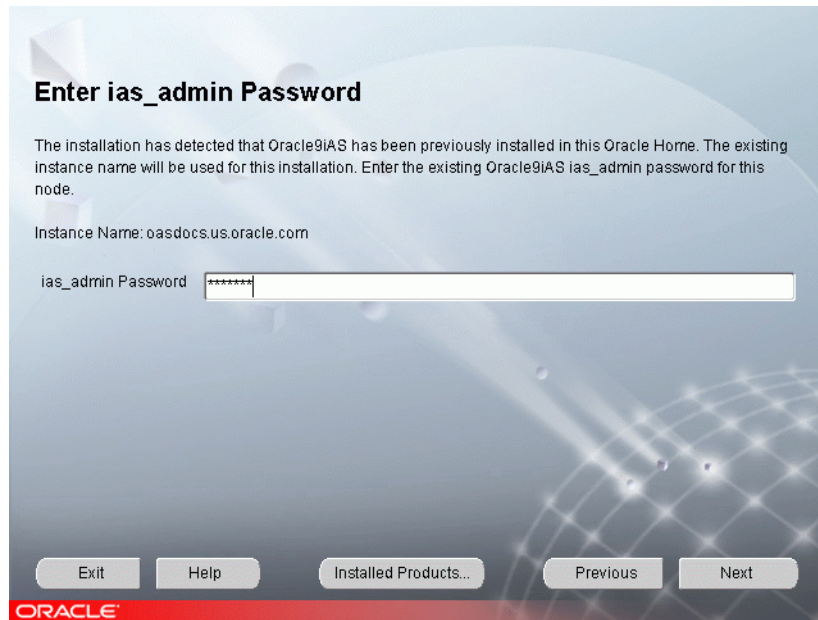 Enter ias_admin Password
The installation has detected that Oracle9iAS has been previously installed in this Oracle Home. The existing
instance name will be used for this installation. Enter the existing Oracle9iAS ias_admin password for this
node.
Instance Name: oasdocs.us.oracle.com
ias_admin Password *******
Exit Help Installed Products... Previous Next
ORACLE